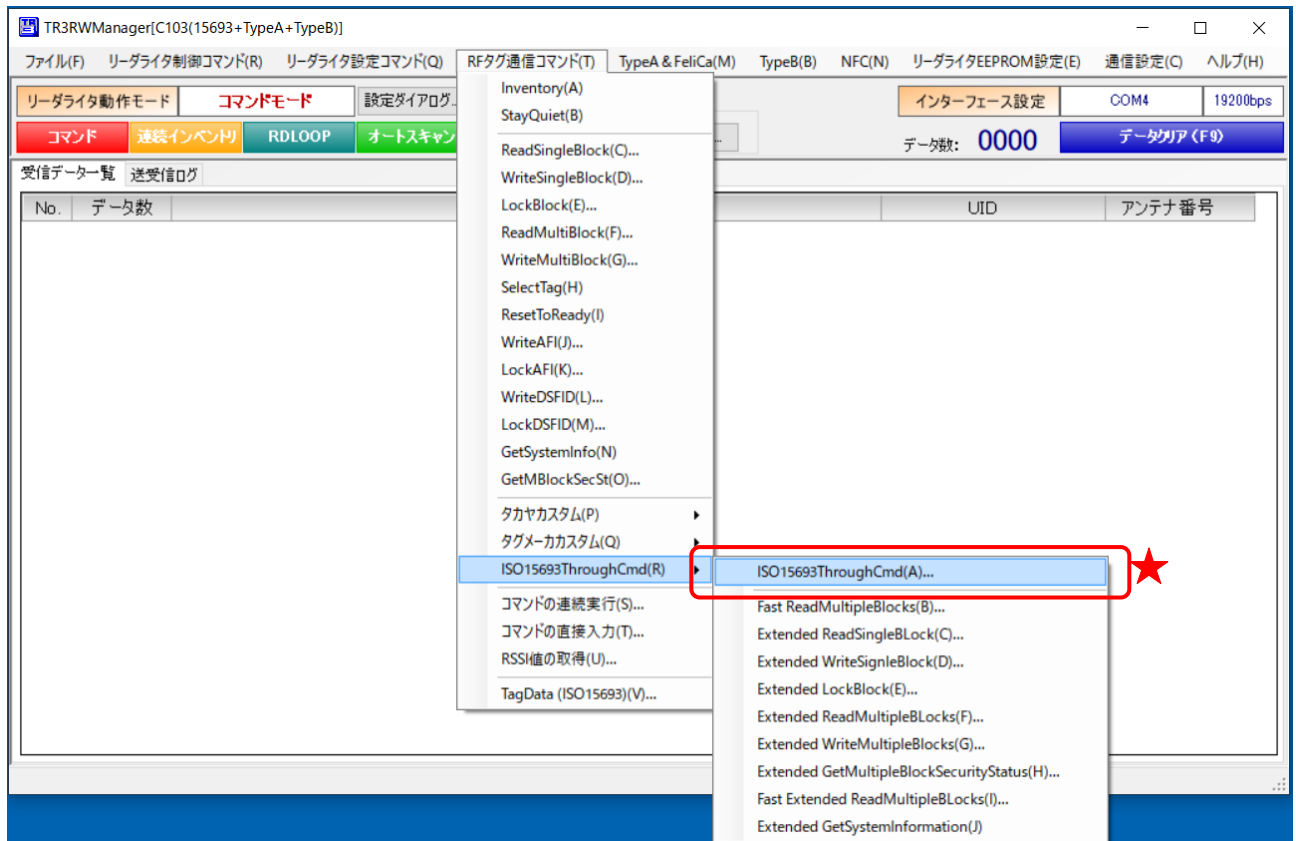 TR3RWManager[C103(15693+TypeA+TypeB)]
ファイル(F) リーダライタ制御コマンド(R) リーダライタ設定コマンド(Q) RFタグ通信コマンド(T) TypeA & FeliCa(M) TypeB(B) NFC(N) リーダライタEEPROM設定(E) 通信設定(C) ヘルプ(H)
リーダライタ動作モード コマンドモード 設定ダイアログ... インターフェース設定 COM4 19200bps
コマンド 連続インベントリ RDLOOP オートスキャン ... データ数: 0000 データクリア (F9)
受信データ一覧 送受信ログ
No. データ数 UID アンテナ番号
Inventory(A)
StayQuiet(B)
ReadSingleBlock(C)...
WriteSingleBlock(D)...
LockBlock(E)...
ReadMultiBlock(F)...
WriteMultiBlock(G)...
SelectTag(H)
ResetToReady(I)
WriteAFI(J)...
LockAFI(K)...
WriteDSFID(L)...
LockDSFID(M)...
GetSystemInfo(N)
GetMBlockSecSt(O)...
タカヤカスタム(P)
タグメーカカスタム(Q)
ISO15693ThroughCmd(R)
コマンドの連続実行(S)...
コマンドの直接入力(T)...
RSSI値の取得(U)...
TagData (ISO15693)(V)...
ISO15693ThroughCmd(A)...
Fast ReadMultipleBlocks(B)...
Extended ReadSingleBLock(C)...
Extended WriteSignleBlock(D)...
Extended LockBlock(E)...
Extended ReadMultipleBLocks(F)...
Extended WriteMultipleBlocks(G)...
Extended GetMultipleBlockSecurityStatus(H)...
Fast Extended ReadMultipleBLocks(I)...
Extended GetSystemInformation(J)